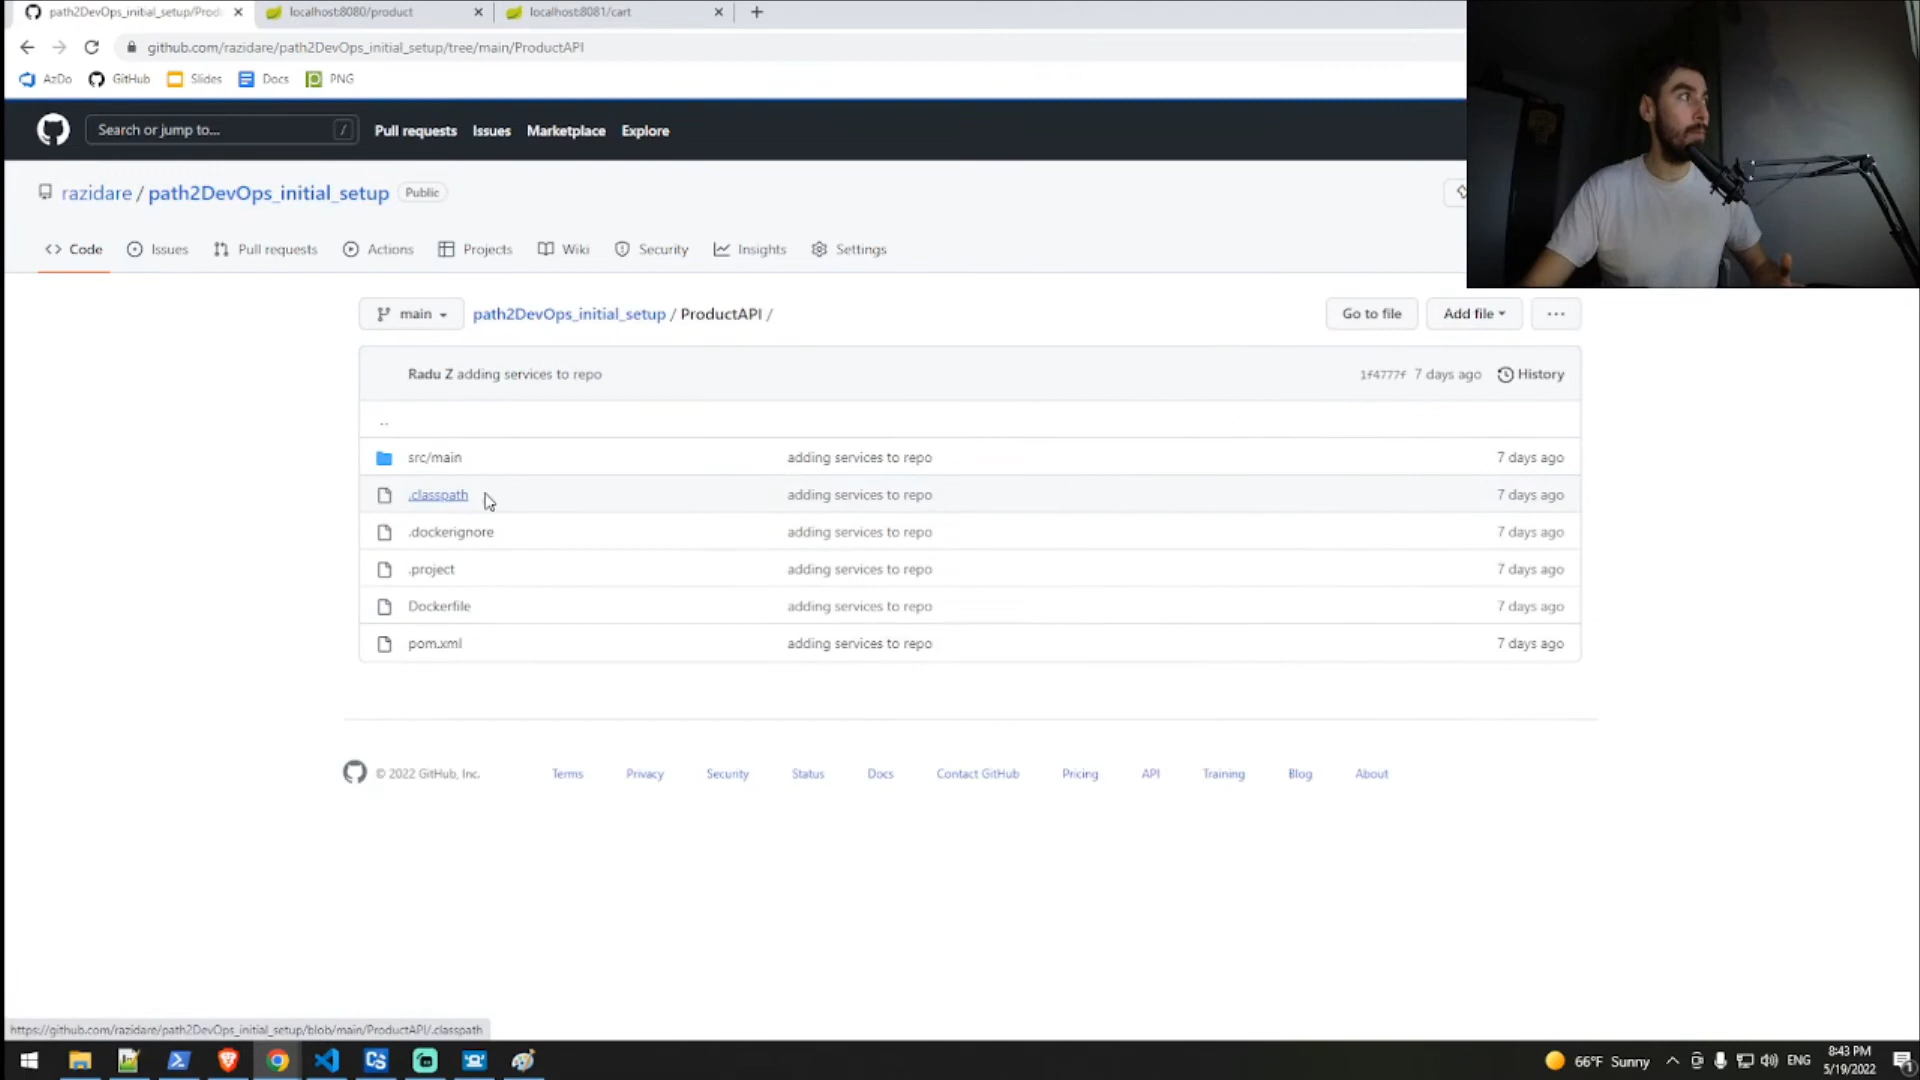 path2DevOps_initial_setup/Prod
localhost:8080/product
localhost:8081/cart
github.com/razidare/path2DevOps_initial_setup/tree/main/ProductAPI
AzDo GitHub Slides Docs PNG
Search or jump to... /
Pull requests Issues Marketplace Explore
razidare / path2DevOps_initial_setup Public
Code Issues Pull requests Actions Projects Wiki Security Insights Settings
main path2DevOps_initial_setup / ProductAPI / Go to file Add file ...
Radu Z adding services to repo 1f4777f 7 days ago History
..
src/main adding services to repo 7 days ago
.classpath adding services to repo 7 days ago
.dockerignore adding services to repo 7 days ago
.project adding services to repo 7 days ago
Dockerfile adding services to repo 7 days ago
pom.xml adding services to repo 7 days ago
© 2022 GitHub, Inc. Terms Privacy Security Status Docs Contact GitHub Pricing API Training Blog About
https://github.com/razidare/path2DevOps_initial_setup/blob/main/ProductAPI/.classpath
66°F Sunny ENG 8:43 PM
5/19/2022